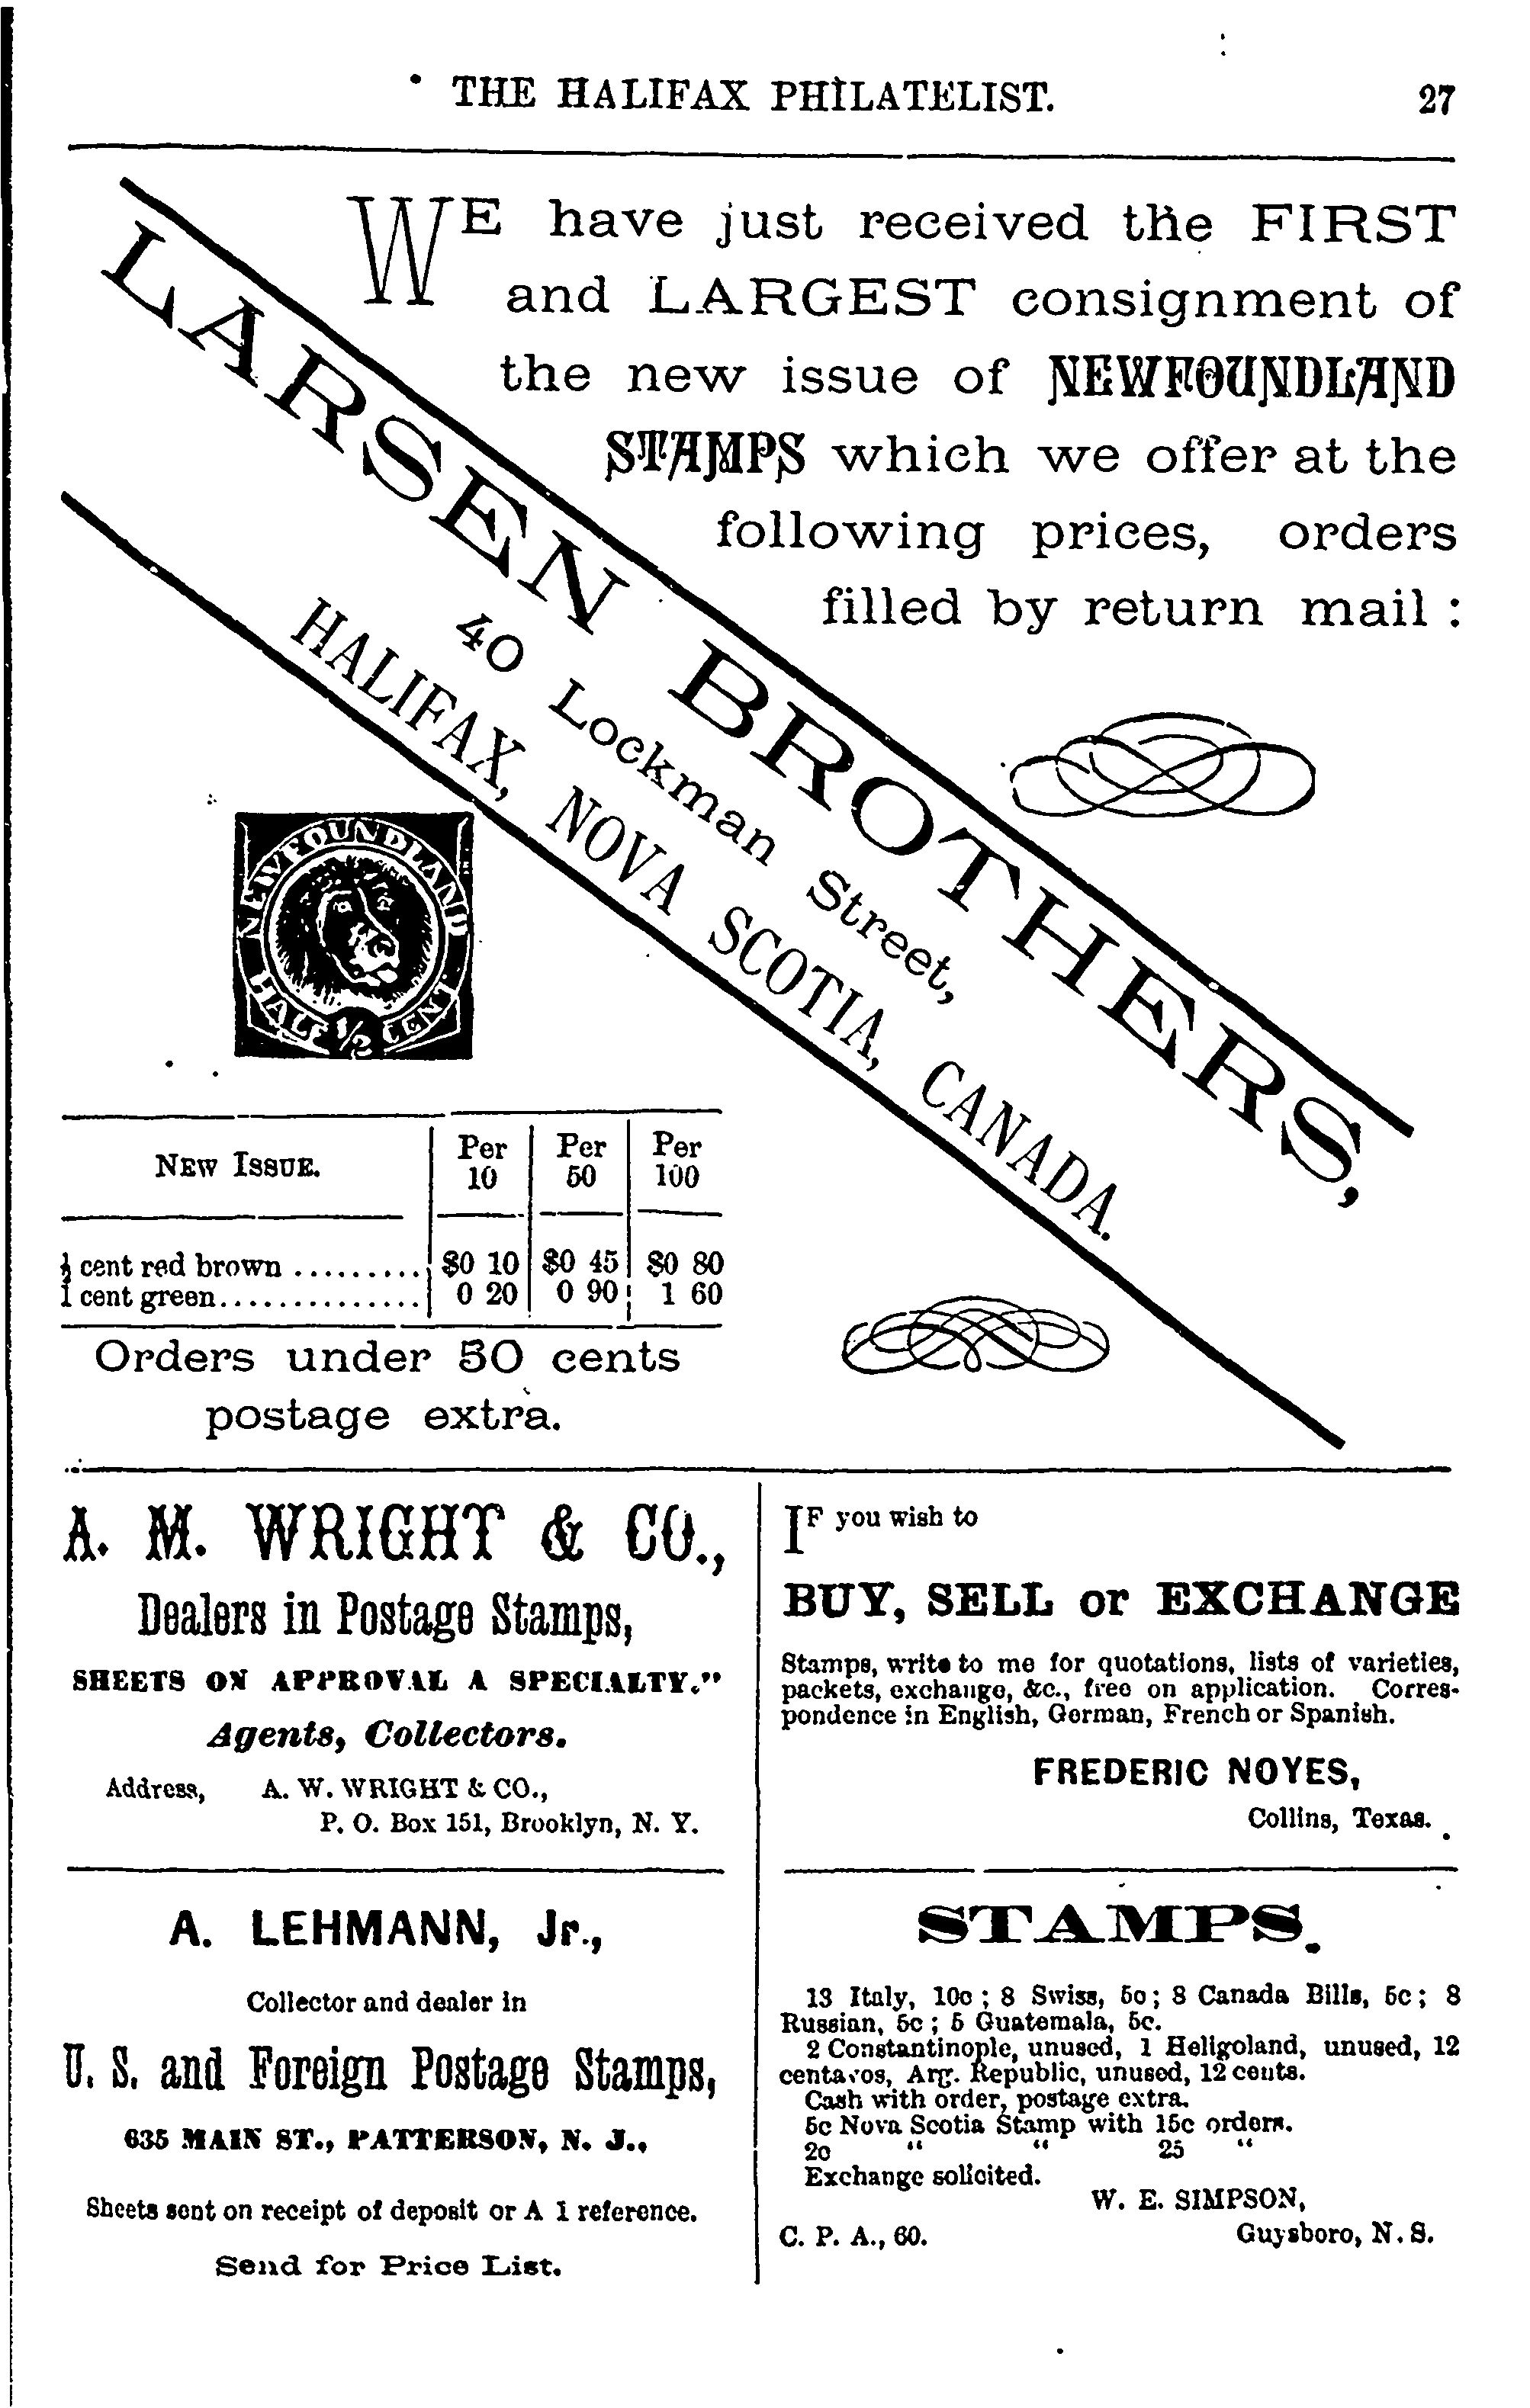 THE HALIFAX PHILATELIST.
27
WE have just received the FIRST
and LARGEST consignment of
the new issue of NEWFOUNDLAND
STAMPS which we offer at the
following prices, orders
filled by return mail :
LARSEN BROTHERS,
40 Lockman Street,
HALIFAX, NOVA SCOTIA, CANADA.
NEWFOUNDLAND
HALF 1/2 CENT
NEW ISSUE.
Per 10
Per 50
Per 100
½ cent red brown .......... $0 10 $0 45 $0 80
1 cent green.............. 0 20 0 90 1 60
Orders under 50 cents
postage extra.
A. M. WRIGHT & CO.,
Dealers in Postage Stamps,
SHEETS ON APPROVAL A SPECIALTY."
Agents, Collectors.
Address, A. W. WRIGHT & CO.,
P. O. Box 151, Brooklyn, N. Y.
A. LEHMANN, Jr.,
Collector and dealer in
U. S. and Foreign Postage Stamps,
635 MAIN ST., PATTERSON, N. J.,
Sheets sent on receipt of deposit or A 1 reference.
Send for Price List.
IF you wish to
BUY, SELL or EXCHANGE
Stamps, write to me for quotations, lists of varieties,
packets, exchange, &c., free on application. Corres-
pondence in English, German, French or Spanish.
FREDERIC NOYES,
Collins, Texas.
STAMPS.
13 Italy, 10c ; 8 Swiss, 5c ; 8 Canada Bills, 5c ; 8
Russian, 5c ; 5 Guatemala, 5c.
2 Constantinople, unused, 1 Heligoland, unused, 12
centavos, Arg. Republic, unused, 12 cents.
Cash with order, postage extra.
5c Nova Scotia Stamp with 15c orders.
2c " " 25 "
Exchange solicited.
W. E. SIMPSON,
C. P. A., 60. Guysboro, N. S.